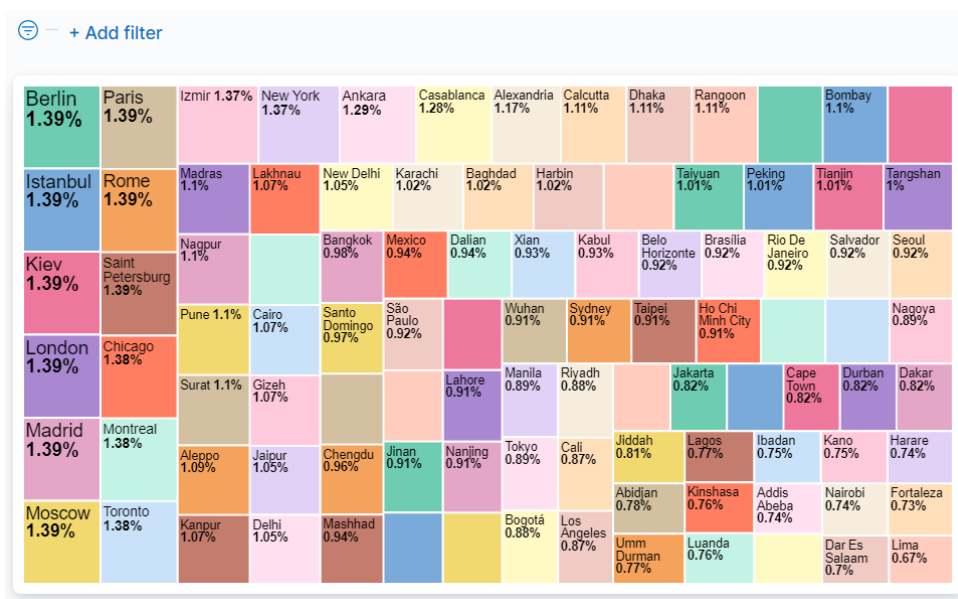 + Add filter
Berlin
1.39%
Paris
1.39%
Izmir 1.37%
New York
1.37%
Ankara
1.29%
Casablanca
1.28%
Alexandria
1.17%
Calcutta
1.11%
Dhaka
1.11%
Rangoon
1.11%
Bombay
1.1%
Istanbul
1.39%
Rome
1.39%
Madras
1.1%
Lakhnau
1.07%
New Delhi
1.05%
Karachi
1.02%
Baghdad
1.02%
Harbin
1.02%
Taiyuan
1.01%
Peking
1.01%
Tianjin
1.01%
Tangshan
1%
Kiev
1.39%
Saint
Petersburg
1.39%
Nagpur
1.1%
Bangkok
0.98%
Mexico
0.94%
Dalian
0.94%
Xian
0.93%
Kabul
0.93%
Belo
Horizonte
0.92%
Brasília
0.92%
Rio De
Janeiro
0.92%
Salvador
0.92%
Seoul
0.92%
Pune 1.1%
Cairo
1.07%
Santo
Domingo
0.97%
São
Paulo
0.92%
Wuhan
0.91%
Sydney
0.91%
Taipei
0.91%
Ho Chi
Minh City
0.91%
Nagoya
0.89%
London
1.39%
Chicago
1.38%
Surat 1.1%
Gizeh
1.07%
Lahore
0.91%
Manila
0.89%
Riyadh
0.88%
Jakarta
0.82%
Cape
Town
0.82%
Durban
0.82%
Dakar
0.82%
Madrid
1.39%
Montreal
1.38%
Aleppo
1.09%
Jaipur
1.05%
Chengdu
0.96%
Jinan
0.91%
Nanjing
0.91%
Tokyo
0.89%
Cali
0.87%
Jiddah
0.81%
Lagos
0.77%
Ibadan
0.75%
Kano
0.75%
Harare
0.74%
Abidjan
0.78%
Kinshasa
0.76%
Addis
Abeba
0.74%
Nairobi
0.74%
Fortaleza
0.73%
Moscow
1.39%
Toronto
1.38%
Kanpur
1.07%
Delhi
1.05%
Mashhad
0.94%
Bogotá
0.88%
Los
Angeles
0.87%
Umm
Durman
0.77%
Luanda
0.76%
Dar Es
Salaam
0.7%
Lima
0.67%